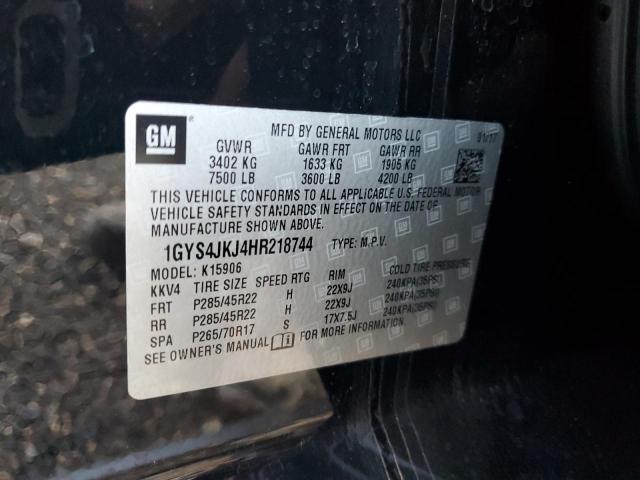 GM
MFD BY GENERAL MOTORS LLC
01/17
GVWR GAWR FRT GAWR RR
3402 KG 1633 KG 1905 KG
7500 LB 3600 LB 4200 LB
THIS VEHICLE CONFORMS TO ALL APPLICABLE U.S. FEDERAL MOTOR
VEHICLE SAFETY STANDARDS IN EFFECT ON THE DATE OF
MANUFACTURE SHOWN ABOVE.
1GYS4JKJ4HR218744 TYPE: M.P.V.
MODEL: K15906
KKV4 TIRE SIZE SPEED RTG RIM COLD TIRE PRESSURE
FRT P285/45R22 H 22X9J 240KPA(35PSI)
RR P285/45R22 H 22X9J 240KPA(35PSI)
SPA P265/70R17 S 17X7.5J 240KPA(35PSI)
SEE OWNER'S MANUAL FOR MORE INFORMATION.